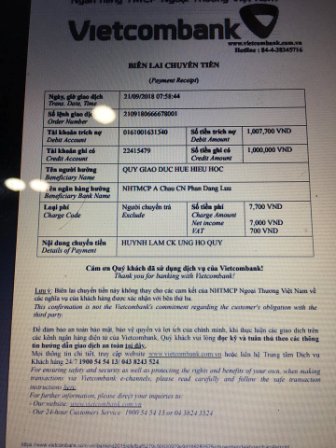 Ngân hàng TMCP Ngoại Thương Việt Nam
Vietcombank
www.vietcombank.com.vn
Hotline : 84-4-38245716
BIÊN LAI CHUYỂN TIỀN
(Payment Receipt)
Ngày, giờ giao dịch 21/09/2018 07:58:44
Trans. Date, Time
Số lệnh giao dịch 2109180666678001
Order Number
Tài khoản trích nợ 0161001631540 Số tiền trích nợ 1,007,700 VND
Debit Account Debit Amount
Tài khoản ghi có 22415479 Số tiền ghi có 1,000,000 VND
Credit Account Credit Amount
Tên người hưởng QUY GIAO DUC HUE HIEU HOC
Beneficiary Name
Tên ngân hàng hưởng NHTMCP A Chau CN Phan Dang Luu
Beneficiary Bank Name
Loại phí Người chuyển trả Số tiền phí 7,700 VND
Charge Code Exclude Charge Amount
Net income 7,000 VND
VAT 700 VND
Nội dung chuyển tiền HUYNH LAM CK UNG HO QUY
Details of Payment
Cám ơn Quý khách đã sử dụng dịch vụ của Vietcombank!
Thank you for banking with Vietcombank!
Lưu ý: Biên lai chuyển tiền này không thay cho các cam kết của NHTMCP Ngoại Thương Việt Nam về
các nghĩa vụ của khách hàng được xác nhận với bên thứ ba.
This confirmation is not the Vietcombank's commitment regarding the customer's obligation with the
third party.
Để đảm bảo an toàn bảo mật, bảo vệ quyền và lợi ích của chính mình, khi thực hiện các giao dịch trên
các kênh ngân hàng điện tử của Vietcombank, Quý khách vui lòng đọc kỹ và tuân thủ theo các thông
tin hướng dẫn giao dịch an toàn tại đây.
Mọi thông tin chi tiết, truy cập website www.vietcombank.com.vn hoặc liên hệ Trung tâm Dịch vụ
Khách hàng 24/7 1900 54 54 13/ 043 8243 524
For ensuring safety and security as well as protecting the rights and benefits of your own, when making
transactions via Vietcombank e-channels, please read carefully and follow the safe transaction
instructions here.
For further information, please direct your inquiries to:
- Our website: www.vietcombank.com.vn
- Our 24-hour Customers Service : 1900 54 54 13 or 04 3824 3524